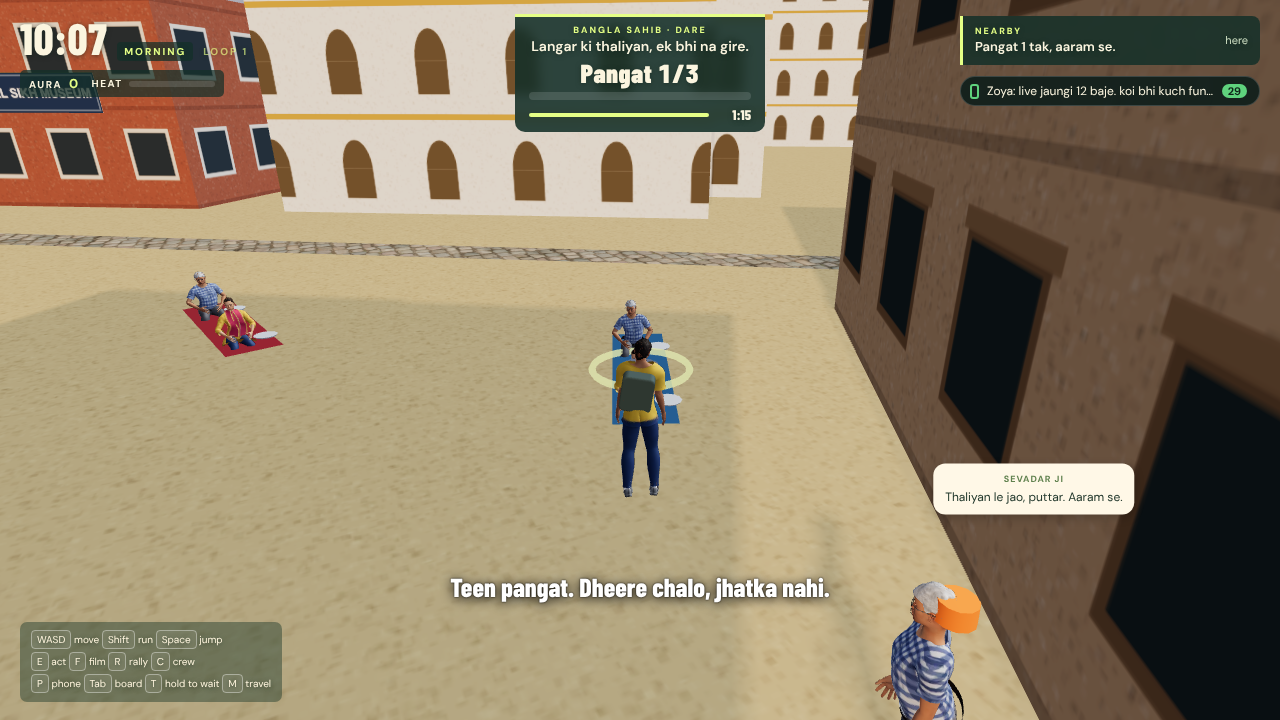 10:07 MORNING LOOP 1
AURA 0 HEAT
SIKH MUSEUM
BANGLA SAHIB · DARE
Langar ki thaliyan, ek bhi na gire.
Pangat 1/3
1:15
NEARBY
Pangat 1 tak, aaram se.
here
Zoya: live jaungi 12 baje. koi bhi kuch fun... 29
SEVADAR JI
Thaliyan le jao, puttar. Aaram se.
Teen pangat. Dheere chalo, jhatka nahi.
WASD move Shift run Space jump
E act F film R rally C crew
P phone Tab board T hold to wait M travel